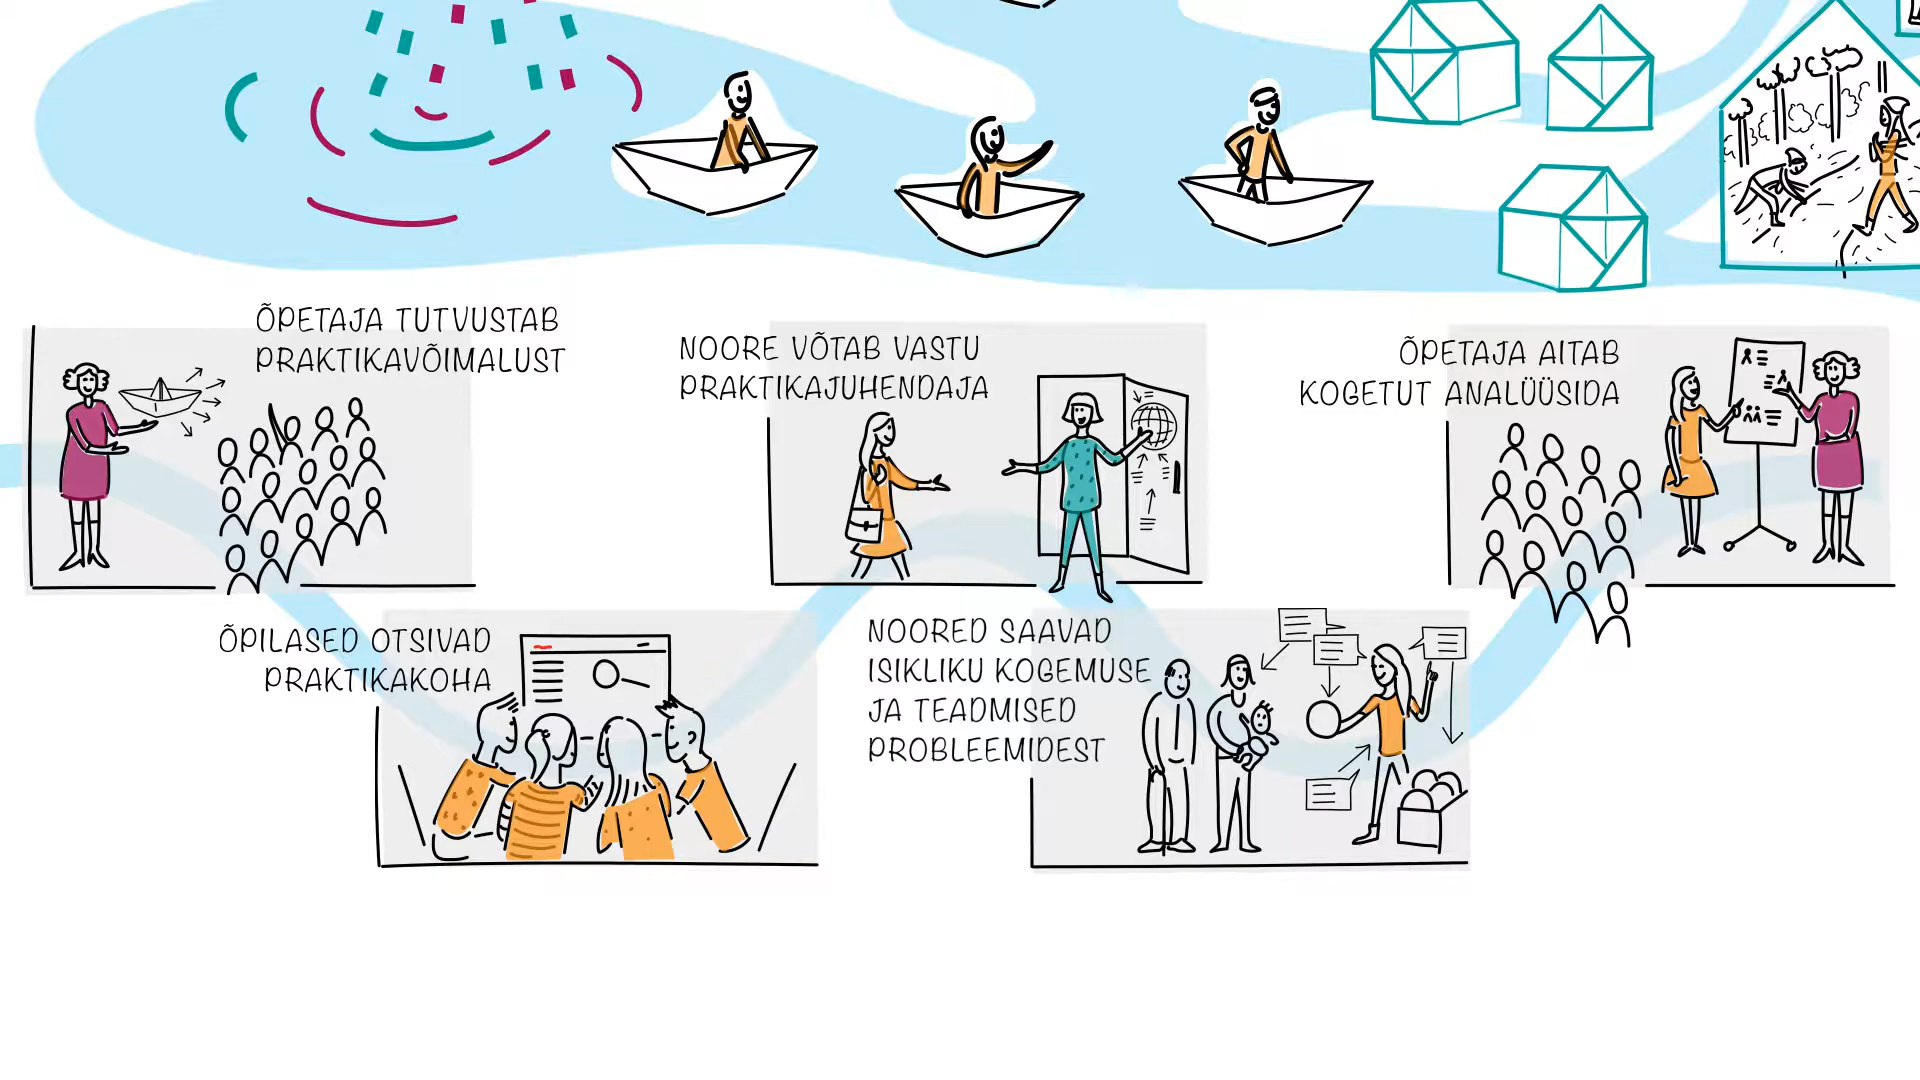 ÕPETAJA TUTVUSTAB
PRAKTIKAVÕIMALUST
ÕPILASED OTSIVAD
PRAKTIKAKOHA
NOORE VÕTAB VASTU
PRAKTIKAJUHENDAJA
NOORED SAAVAD
ISIKLIKU KOGEMUSE
JA TEADMISED
PROBLEEMIDEST
ÕPETAJA AITAB
KOGETUT ANALÜÜSIDA